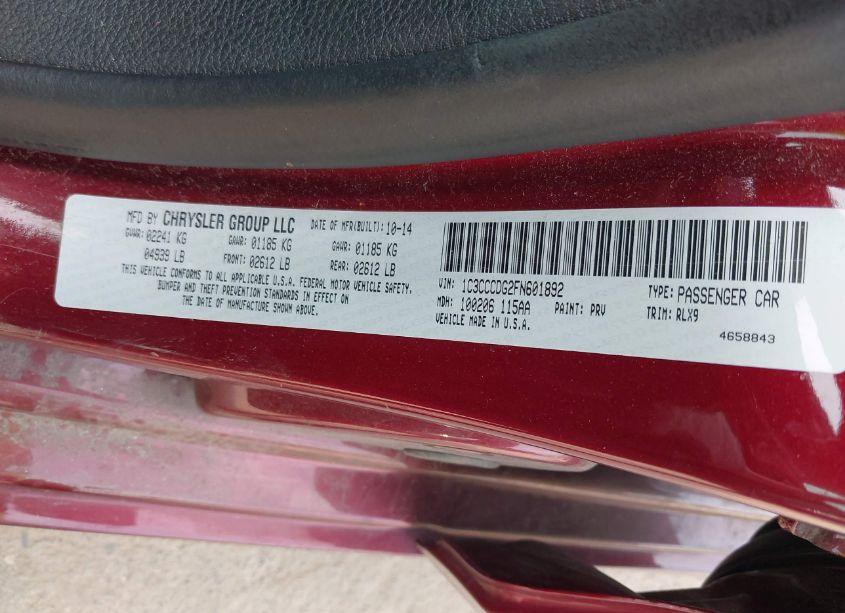 MFD BY CHRYSLER GROUP LLC DATE OF MFR(BUILT): 10-14
GVWR: 02241 KG GAWR: 01185 KG GAWR: 01185 KG
04939 LB FRONT: 02612 LB REAR: 02612 LB
THIS VEHICLE CONFORMS TO ALL APPLICABLE U.S.A. FEDERAL MOTOR VEHICLE SAFETY,
BUMPER AND THEFT PREVENTION STANDARDS IN EFFECT ON
THE DATE OF MANUFACTURE SHOWN ABOVE.
VIN: 1C3CCCDG2FN601892 TYPE: PASSENGER CAR
MDH: 100206 115AA PAINT: PRV TRIM: RLX9
VEHICLE MADE IN U.S.A.
4658843